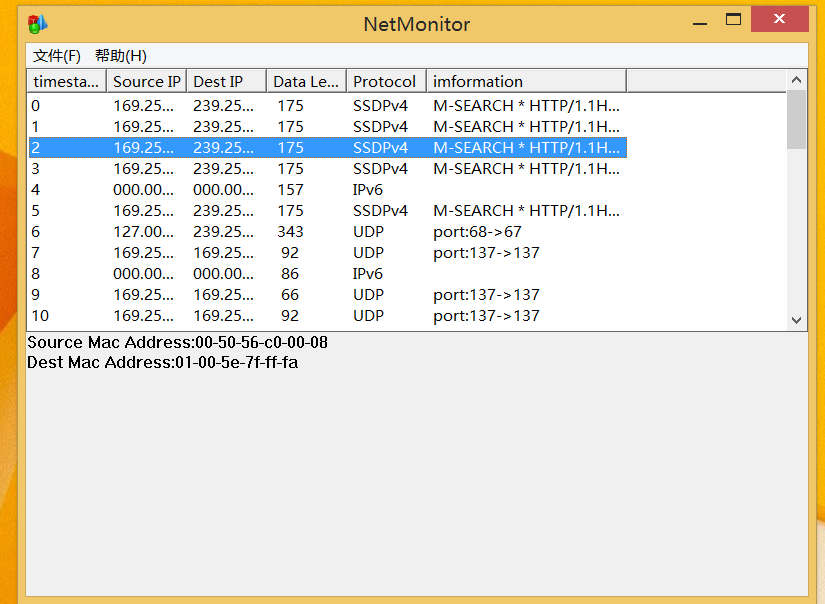 NetMonitor
文件(F) 帮助(H)
timesta... Source IP Dest IP Data Le... Protocol imformation
0 169.25... 239.25... 175 SSDPv4 M-SEARCH * HTTP/1.1H...
1 169.25... 239.25... 175 SSDPv4 M-SEARCH * HTTP/1.1H...
2 169.25... 239.25... 175 SSDPv4 M-SEARCH * HTTP/1.1H...
3 169.25... 239.25... 175 SSDPv4 M-SEARCH * HTTP/1.1H...
4 000.00... 000.00... 157 IPv6
5 169.25... 239.25... 175 SSDPv4 M-SEARCH * HTTP/1.1H...
6 127.00... 239.25... 343 UDP port:68->67
7 169.25... 169.25... 92 UDP port:137->137
8 000.00... 000.00... 86 IPv6
9 169.25... 169.25... 66 UDP port:137->137
10 169.25... 169.25... 92 UDP port:137->137
Source Mac Address:00-50-56-c0-00-08
Dest Mac Address:01-00-5e-7f-ff-fa